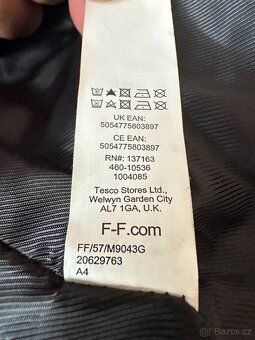 UK EAN:
5054775803897
CE EAN:
5054775803897
RN#: 137163
460-10536
1004085
Tesco Stores Ltd.,
Welwyn Garden City
AL7 1GA, U.K.
F-F.com
FF/57/M9043G
20629763
A4
Bazoš.cz